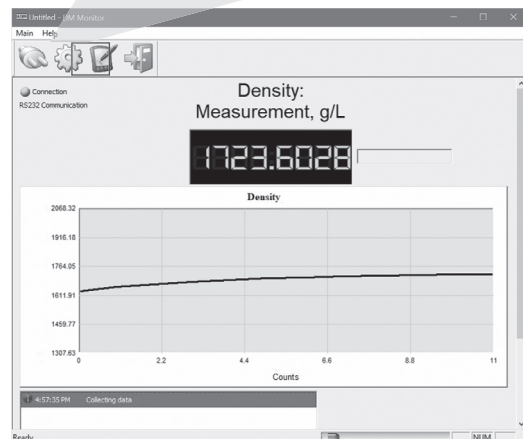 Untitled - DM Monitor
Main Help
Connection
RS232 Communication
Density:
Measurement, g/L
1723.6028
Density
2068.32
1916.18
1764.05
1611.91
1459.77
1307.63
0 2.2 4.4 6.6 8.8 11
Counts
4:57:35 PM Collecting data
Ready NUM